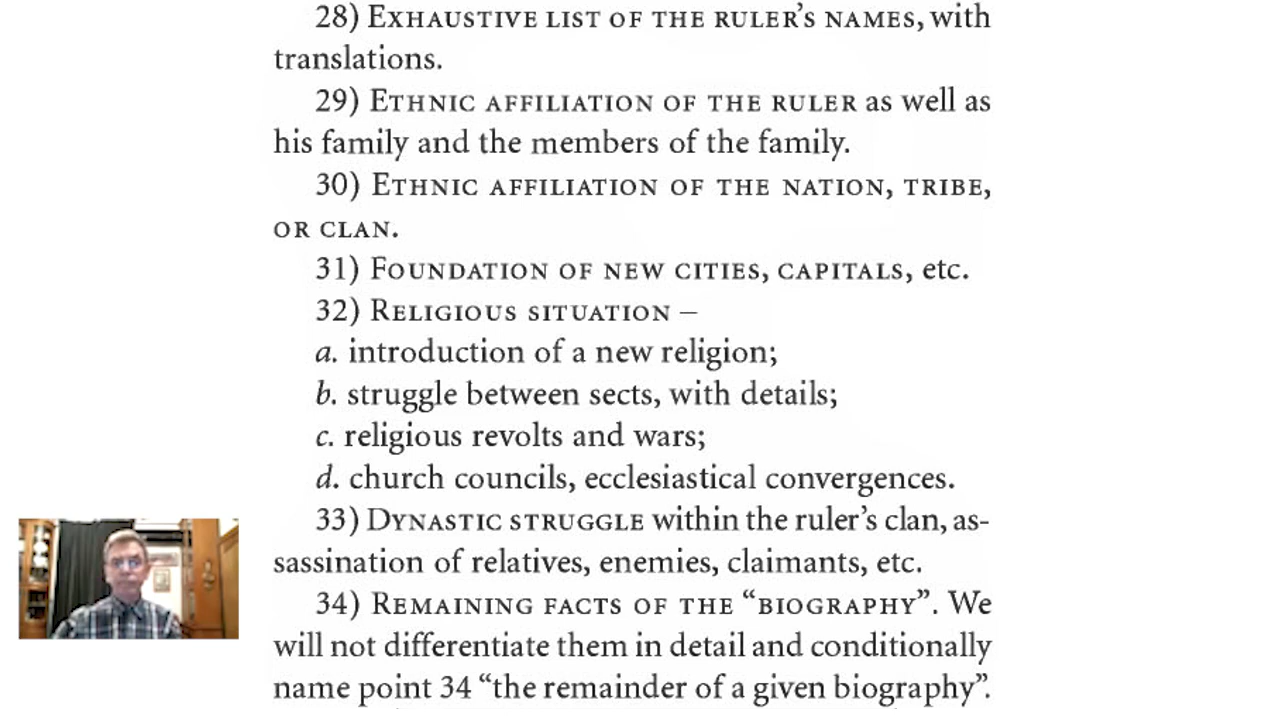 28) EXHAUSTIVE LIST OF THE RULER'S NAMES, with
translations.
29) ETHNIC AFFILIATION OF THE RULER as well as
his family and the members of the family.
30) ETHNIC AFFILIATION OF THE NATION, TRIBE,
OR CLAN.
31) FOUNDATION OF NEW CITIES, CAPITALS, etc.
32) RELIGIOUS SITUATION –
a. introduction of a new religion;
b. struggle between sects, with details;
c. religious revolts and wars;
d. church councils, ecclesiastical convergences.
33) DYNASTIC STRUGGLE within the ruler's clan, as-
sassination of relatives, enemies, claimants, etc.
34) REMAINING FACTS OF THE “BIOGRAPHY”. We
will not differentiate them in detail and conditionally
name point 34 “the remainder of a given biography”.